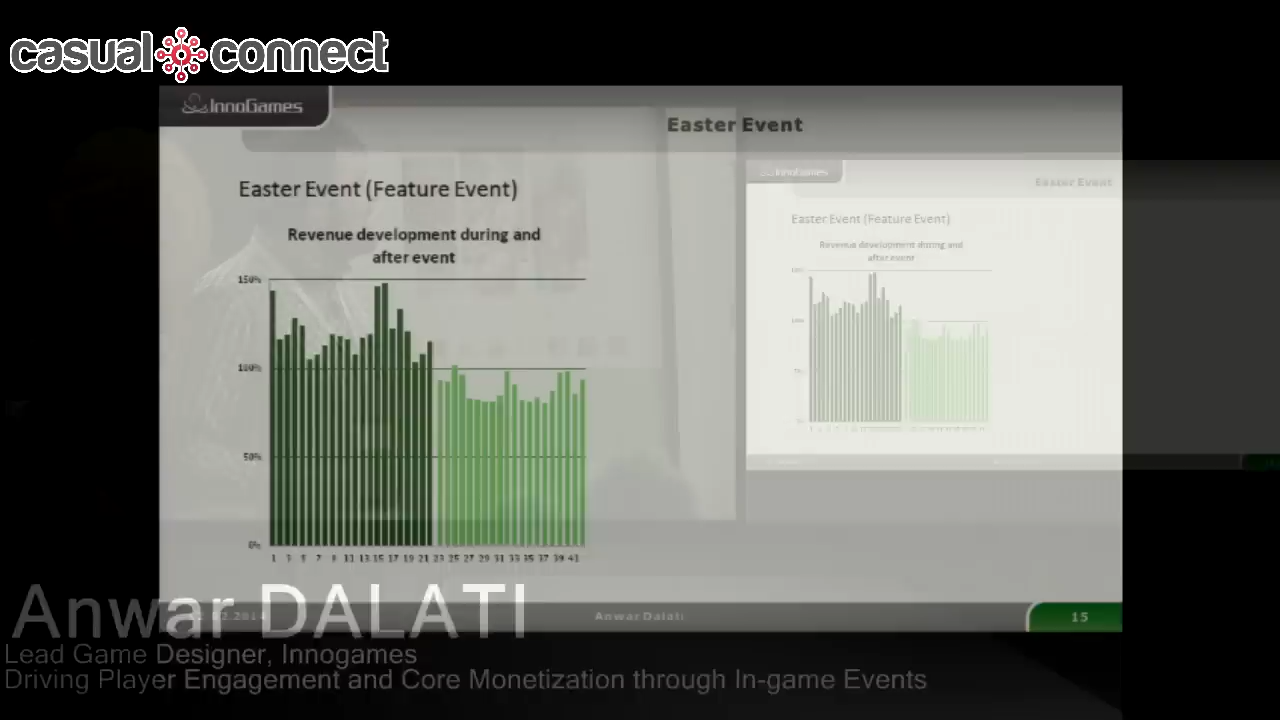 casual connect
InnoGames
Easter Event
Easter Event (Feature Event)
Revenue development during and
after event
150%
100%
50%
0%
1 3 5 7 9 11 13 15 17 19 21 23 25 27 29 31 33 35 37 39 41
InnoGames
Easter Event
Easter Event (Feature Event)
Revenue development during and
after event
Anwar Dalati
15
Anwar DALATI
Lead Game Designer, Innogames
Driving Player Engagement and Core Monetization through In-game Events